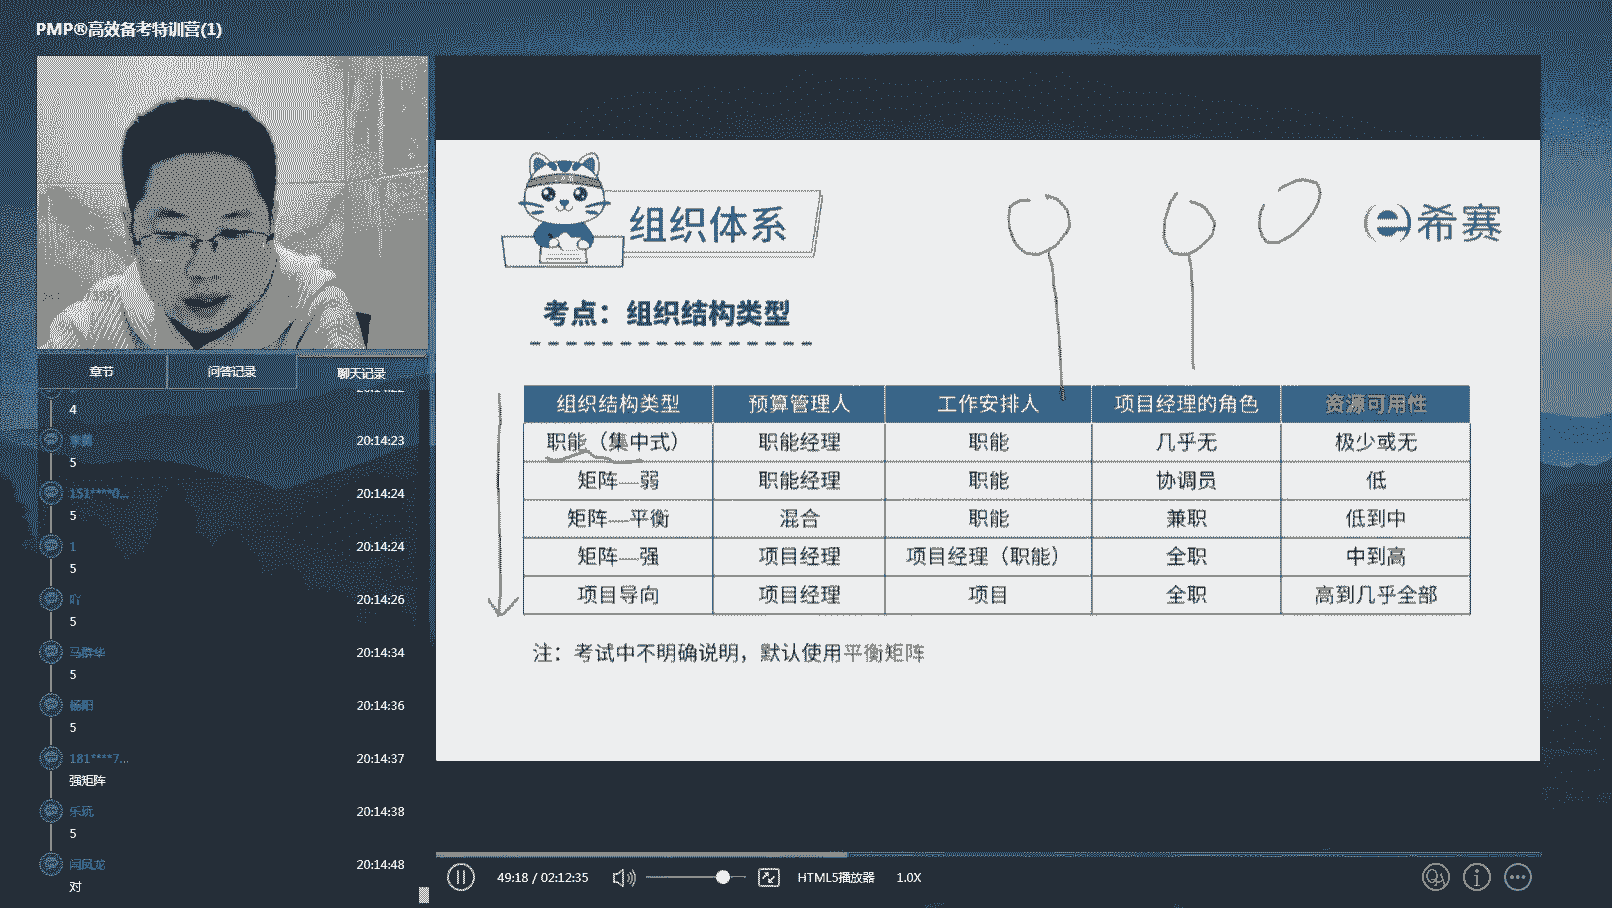 PMP®高效备考特训营(1)
章节
问答记录
聊天记录
4
20:14:23
5
151****0...
20:14:24
5
1
20:14:24
5
吖
20:14:26
5
马群华
20:14:34
5
杨阳
20:14:36
5
181****7...
20:14:37
强矩阵
20:14:38
5
闫凤龙
20:14:48
对
组织体系
希赛
考点：组织结构类型
组织结构类型 预算管理人 工作安排人 项目经理的角色 资源可用性
职能（集中式） 职能经理 职能 几乎无 极少或无
矩阵—弱 职能经理 职能 协调员 低
矩阵—平衡 混合 职能 兼职 低到中
矩阵—强 项目经理 项目经理（职能） 全职 中到高
项目导向 项目经理 项目 全职 高到几乎全部
注：考试中不明确说明，默认使用平衡矩阵
49:18 / 02:12:35
HTML5播放器
1.0X